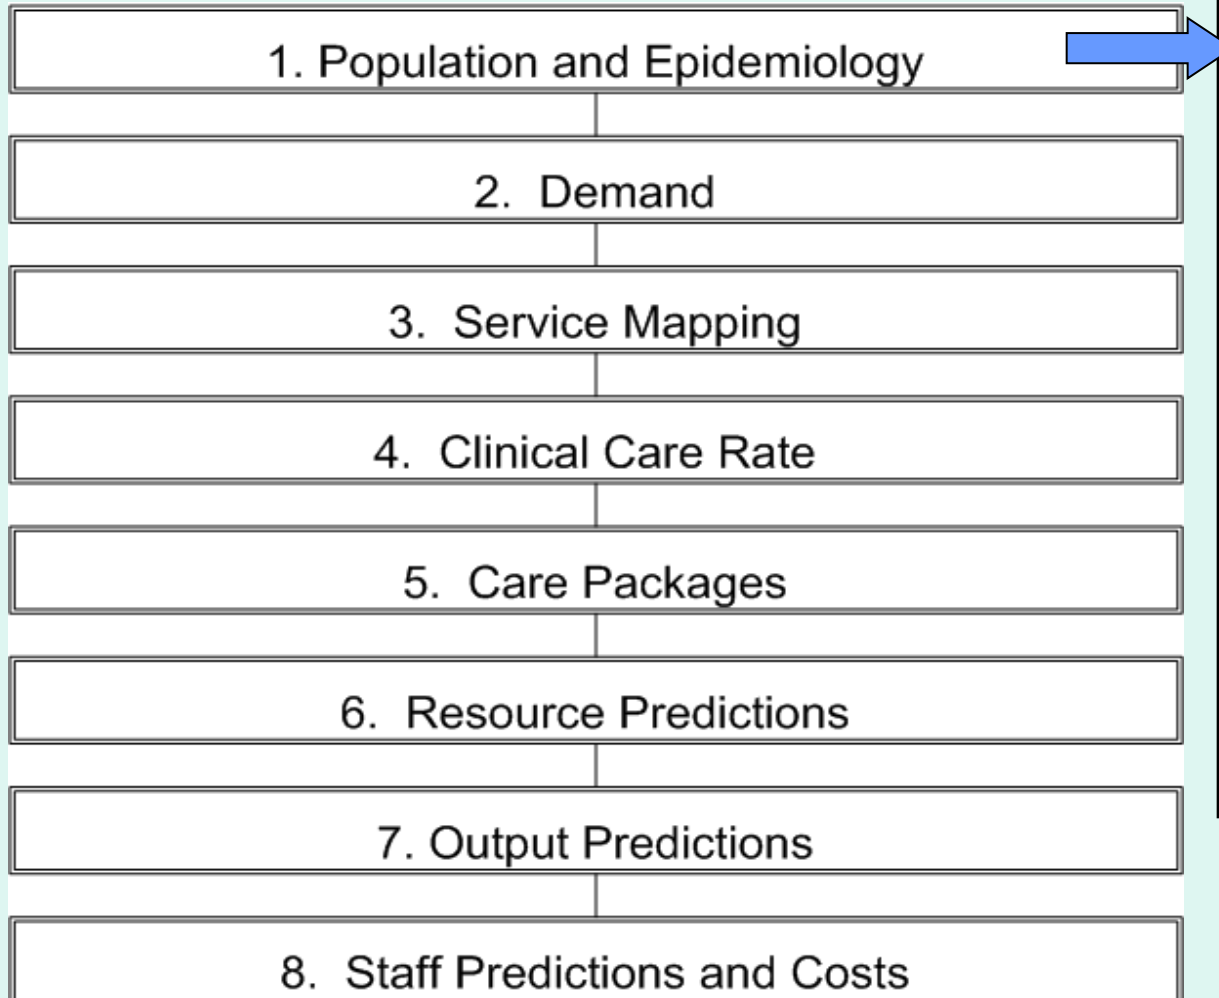 1. Population and Epidemiology
2. Demand
3. Service Mapping
4. Clinical Care Rate
5. Care Packages
6. Resource Predictions
7. Output Predictions
8. Staff Predictions and Costs